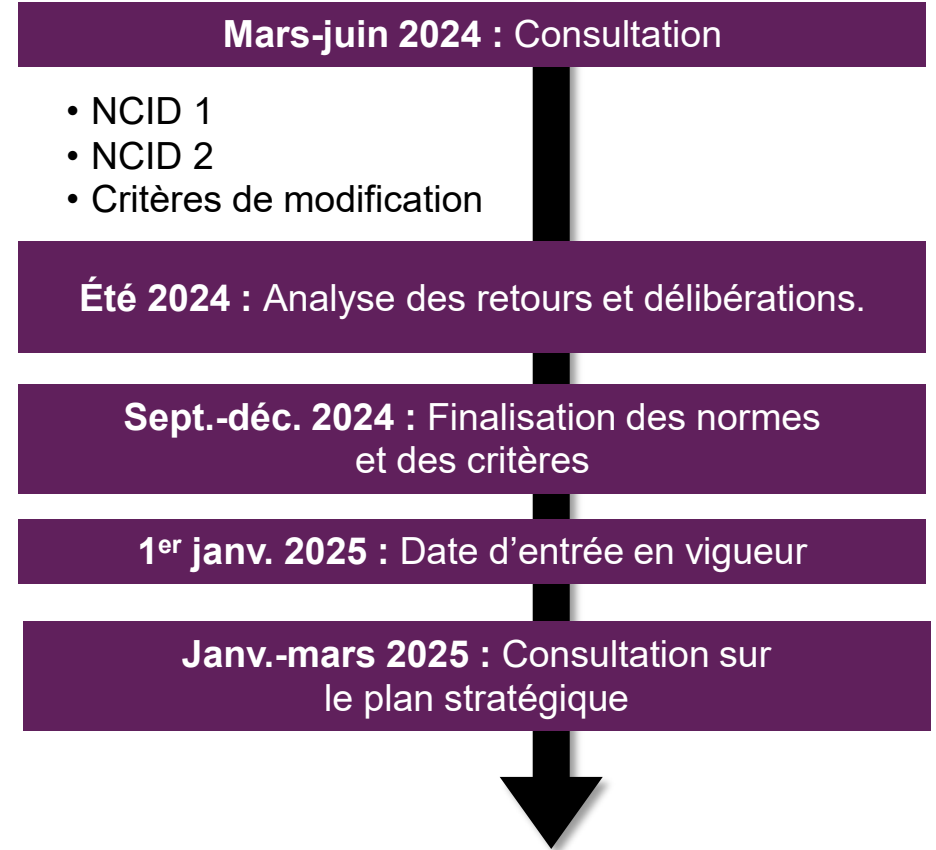 Mars-juin 2024 : Consultation
• NCID 1
• NCID 2
• Critères de modification
Été 2024 : Analyse des retours et délibérations.
Sept.-déc. 2024 : Finalisation des normes
et des critères
1er janv. 2025 : Date d’entrée en vigueur
Janv.-mars 2025 : Consultation sur
le plan stratégique